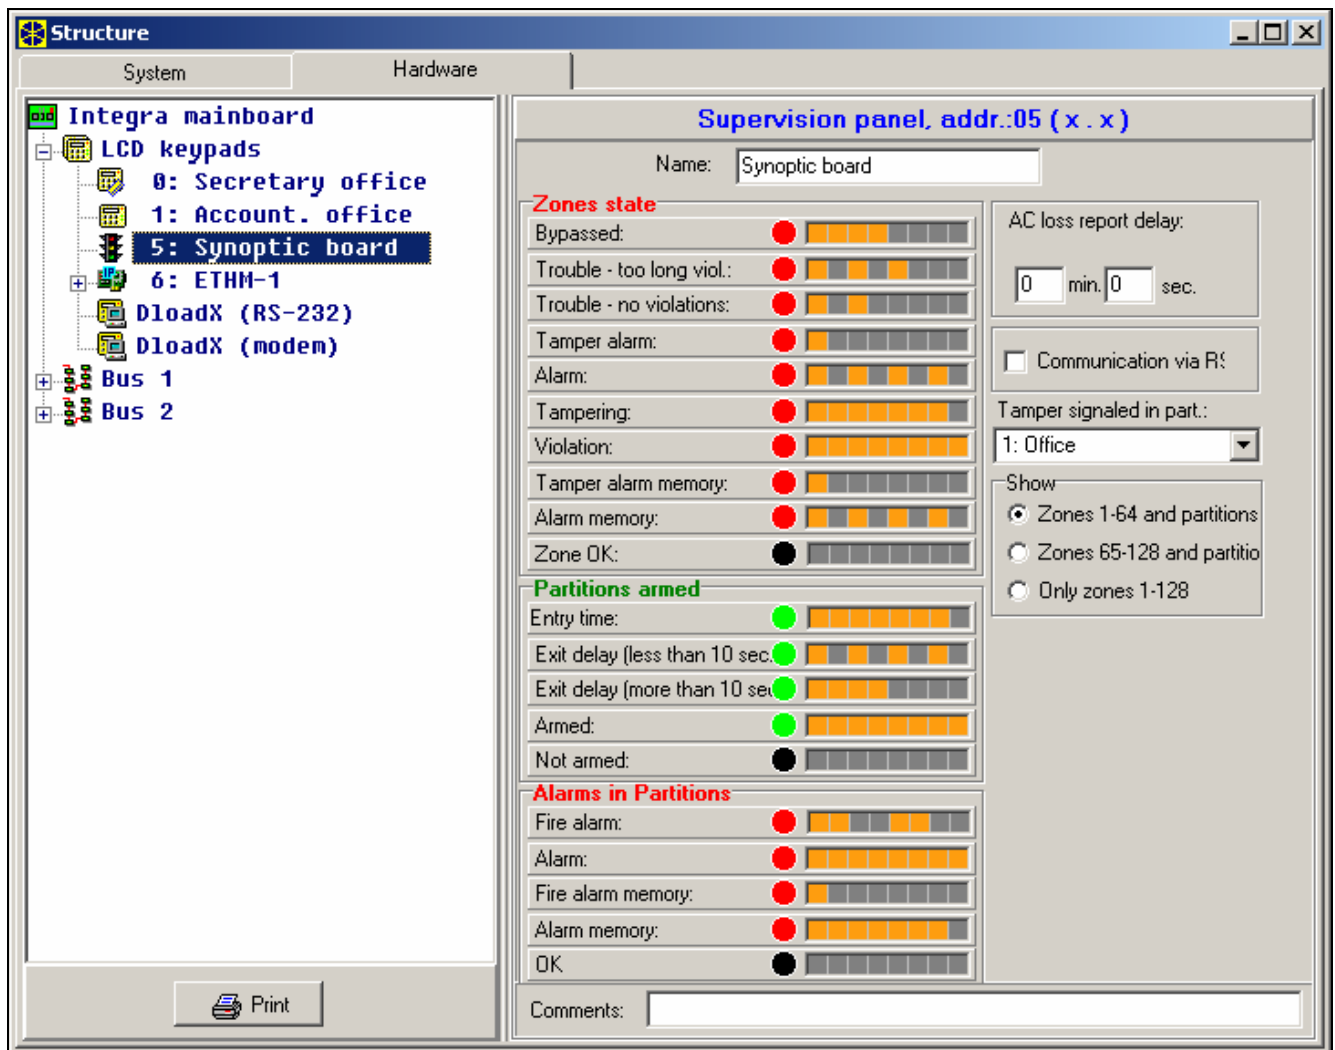 Structure
System
Hardware
Integra mainboard
LCD keypads
0: Secretary office
1: Account. office
5: Synoptic board
6: ETHM-1
DloadX (RS-232)
DloadX (modem)
Bus 1
Bus 2
Print
Supervision panel, addr.:05 ( x . x )
Name: Synoptic board
Zones state
Bypassed:
Trouble - too long viol.:
Trouble - no violations:
Tamper alarm:
Alarm:
Tampering:
Violation:
Tamper alarm memory:
Alarm memory:
Zone OK:
Partitions armed
Entry time:
Exit delay (less than 10 sec.
Exit delay (more than 10 se
Armed:
Not armed:
Alarms in Partitions
Fire alarm:
Alarm:
Fire alarm memory:
Alarm memory:
OK
AC loss report delay:
0 min. 0 sec.
Communication via RS
Tamper signaled in part.:
1: Office
Show
Zones 1-64 and partitions
Zones 65-128 and partitio
Only zones 1-128
Comments: